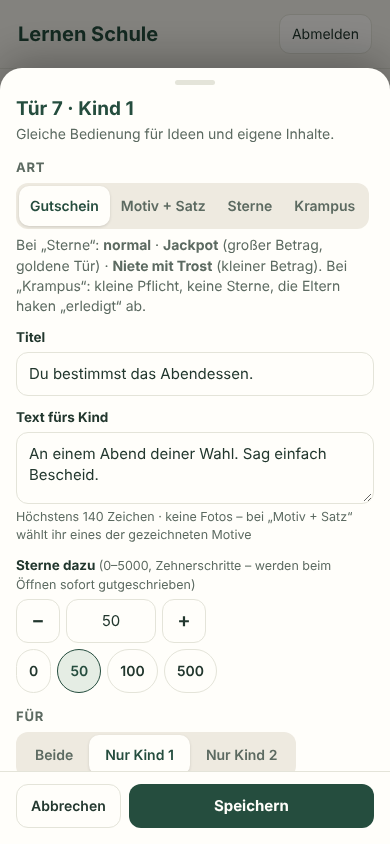 Lernen Schule
Abmelden
Tür 7 · Kind 1
Gleiche Bedienung für Ideen und eigene Inhalte.
ART
Gutschein Motiv + Satz Sterne Krampus
Bei „Sterne“: normal · Jackpot (großer Betrag,
goldene Tür) · Niete mit Trost (kleiner Betrag). Bei
„Krampus“: kleine Pflicht, keine Sterne, die Eltern
haken „erledigt“ ab.
Titel
Du bestimmst das Abendessen.
Text fürs Kind
An einem Abend deiner Wahl. Sag einfach
Bescheid.
Höchstens 140 Zeichen · keine Fotos – bei „Motiv + Satz“
wählt ihr eines der gezeichneten Motive
Sterne dazu (0–5000, Zehnerschritte – werden beim
Öffnen sofort gutgeschrieben)
− 50 +
0 50 100 500
FÜR
Beide Nur Kind 1 Nur Kind 2
Abbrechen Speichern